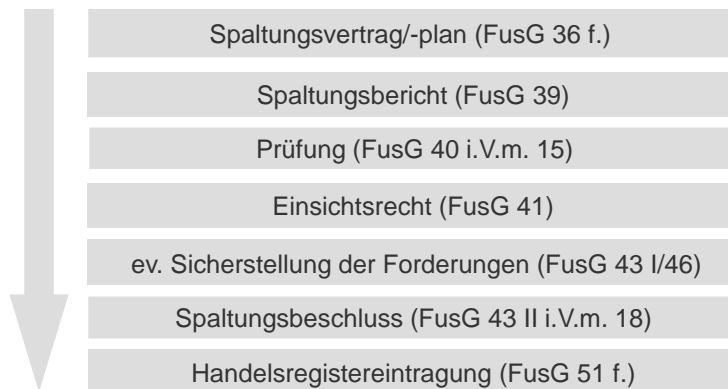 Spaltungsvertrag/-plan (FusG 36 f.)
Spaltungsbericht (FusG 39)
Prüfung (FusG 40 i.V.m. 15)
Einsichtsrecht (FusG 41)
ev. Sicherstellung der Forderungen (FusG 43 I/46)
Spaltungsbeschluss (FusG 43 II i.V.m. 18)
Handelsregistereintragung (FusG 51 f.)